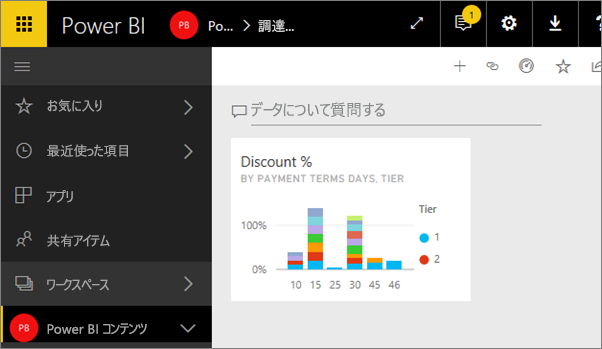 Power BI
PB
Po...
調達...
1
?
お気に入り
最近使った項目
アプリ
共有アイテム
ワークスペース
PB
Power BI コンテンツ
データについて質問する
Discount %
BY PAYMENT TERMS DAYS, TIER
100%
0%
10 15 25 30 45 46
Tier
1
2